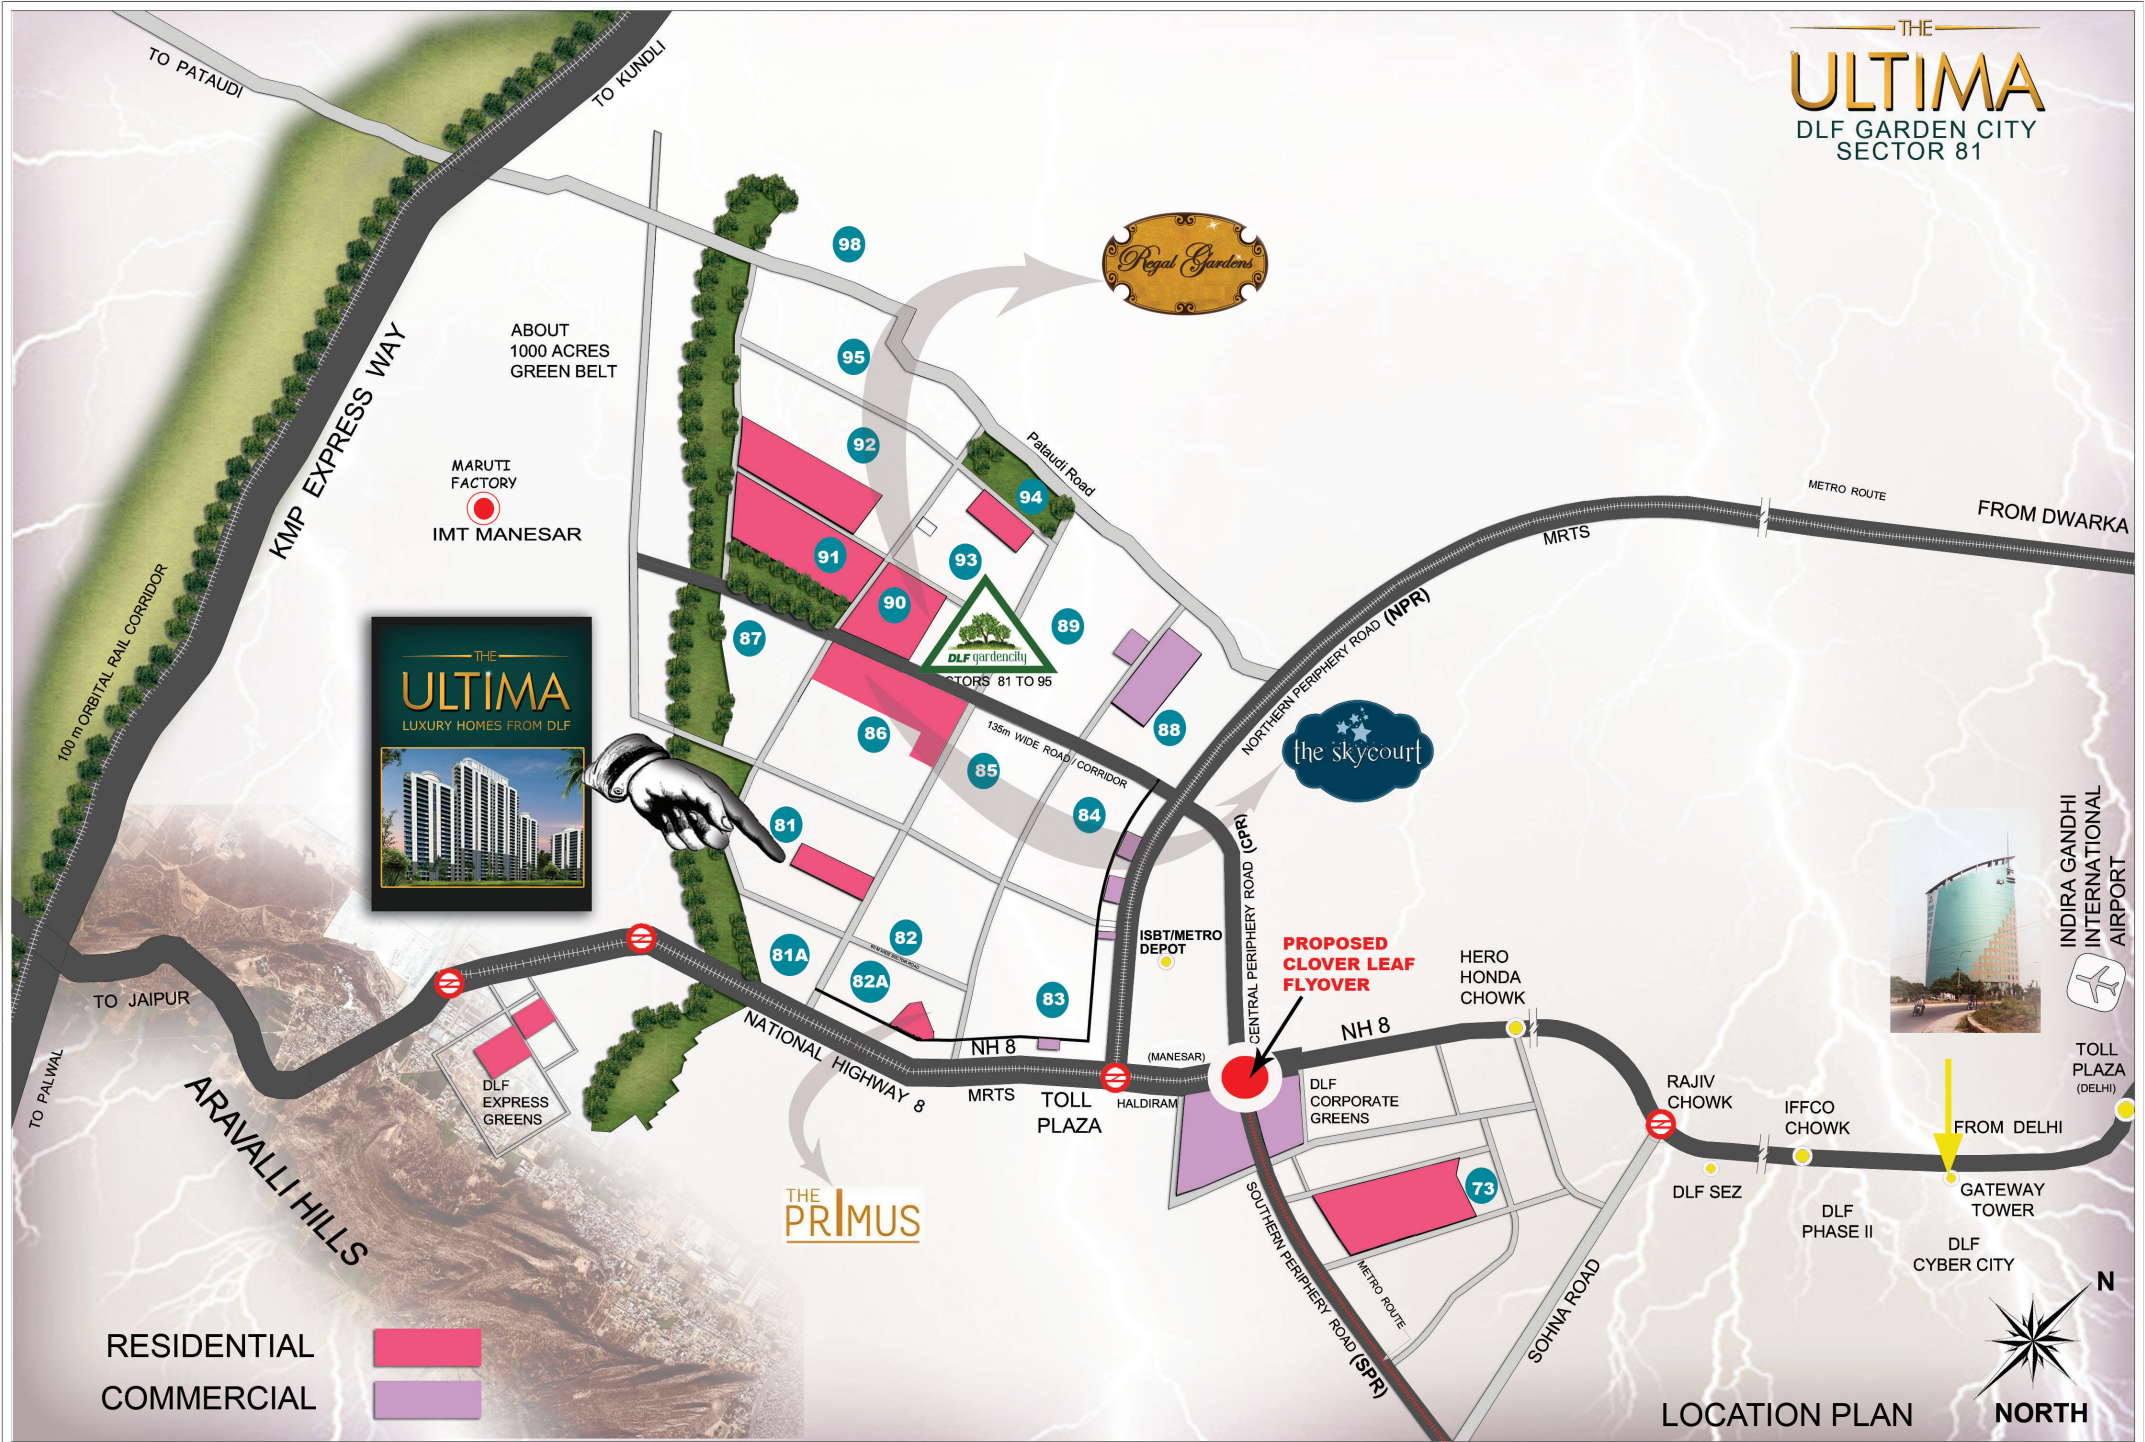 THE
ULTIMA
DLF GARDEN CITY
SECTOR 81
TO PATAUDI
TO KUNDLI
98
Regal Gardens
ABOUT
1000 ACRES
GREEN BELT
95
KMP EXPRESS WAY
92
Pataudi Road
MARUTI
FACTORY
IMT MANESAR
94
METRO ROUTE
FROM DWARKA
MRTS
91
93
90
89
87
100 m ORBITAL RAIL CORRIDOR
DLF gardencity
CTORS 81 TO 95
NORTHERN PERIPHERY ROAD (NPR)
THE
ULTIMA
LUXURY HOMES FROM DLF
86
88
85
135m WIDE ROAD / CORRIDOR
the skycourt
84
81
CENTRAL PERIPHERY ROAD (CPR)
INDIRA GANDHI
INTERNATIONAL
AIRPORT
82
81A
82A
83
ISBT/METRO
DEPOT
PROPOSED
CLOVER LEAF
FLYOVER
HERO
HONDA
CHOWK
TO JAIPUR
TO PALWAL
NATIONAL HIGHWAY 8
NH 8
MRTS
(MANESAR)
NH 8
TOLL
PLAZA
HALDIRAM
DLF
CORPORATE
GREENS
DLF
EXPRESS
GREENS
TOLL
PLAZA
(DELHI)
RAJIV
CHOWK
IFFCO
CHOWK
FROM DELHI
ARAVALLI HILLS
THE
PRIMUS
73
DLF SEZ
DLF
PHASE II
GATEWAY
TOWER
DLF
CYBER CITY
SOUTHERN PERIPHERY ROAD (SPR)
METRO ROUTE
SOHNA ROAD
N
RESIDENTIAL
COMMERCIAL
LOCATION PLAN
NORTH